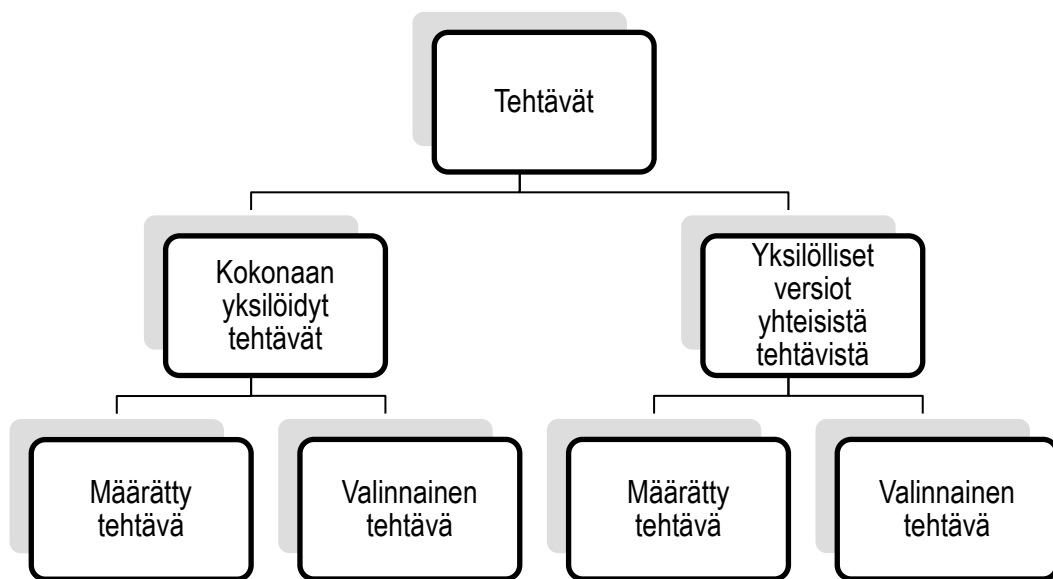 Tehtävät
Kokonaan
yksilöidyt
tehtävät
Yksilölliset
versiot
yhteisistä
tehtävistä
Määrätty
tehtävä
Valinnainen
tehtävä
Määrätty
tehtävä
Valinnainen
tehtävä